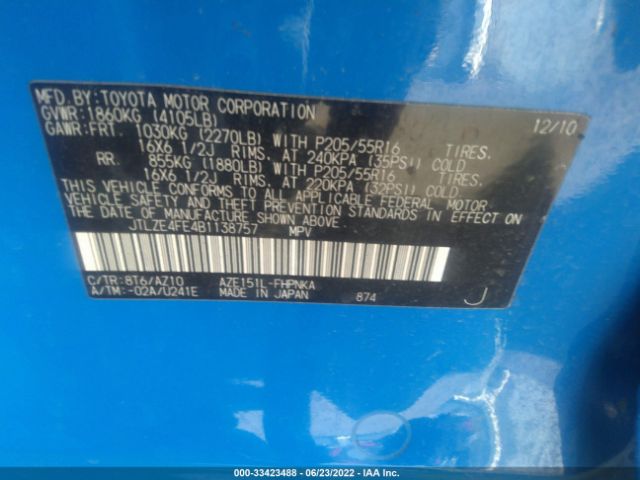 MFD.BY:TOYOTA MOTOR CORPORATION 12/10
GVWR:1860KG (4105LB)
GAWR:FRT. 1030KG (2270LB) WITH P205/55R16 TIRES.
16X6 1/2J RIMS. AT 240KPA (35PSI) COLD
RR. 855KG (1880LB) WITH P205/55R16 TIRES.
16X6 1/2J RIMS. AT 220KPA (32PSI) COLD.
THIS VEHICLE CONFORMS TO ALL APPLICABLE FEDERAL MOTOR
VEHICLE SAFETY AND THEFT PREVENTION STANDARDS IN EFFECT ON
THE DATE OF MANUFACTURE SHOWN ABOVE
JTLZE4FE4B1138757 MPV
C/TR:8T6/AZ10 AZE151L-FHPNKA
A/TM:-02A/U241E MADE IN JAPAN 874 J
000-33423488 - 06/23/2022 - IAA Inc.